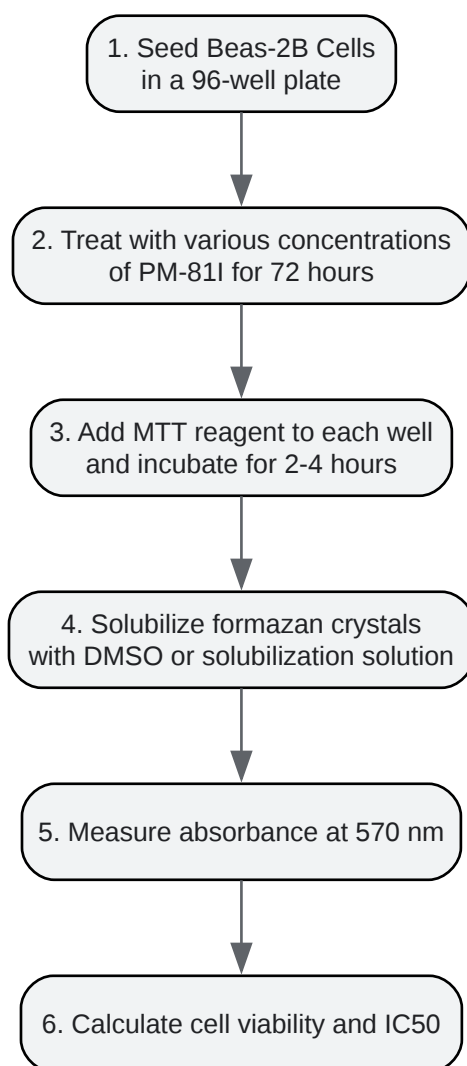 1. Seed Beas-2B Cells
in a 96-well plate
2. Treat with various concentrations
of PM-81I for 72 hours
3. Add MTT reagent to each well
and incubate for 2-4 hours
4. Solubilize formazan crystals
with DMSO or solubilization solution
5. Measure absorbance at 570 nm
6. Calculate cell viability and IC50